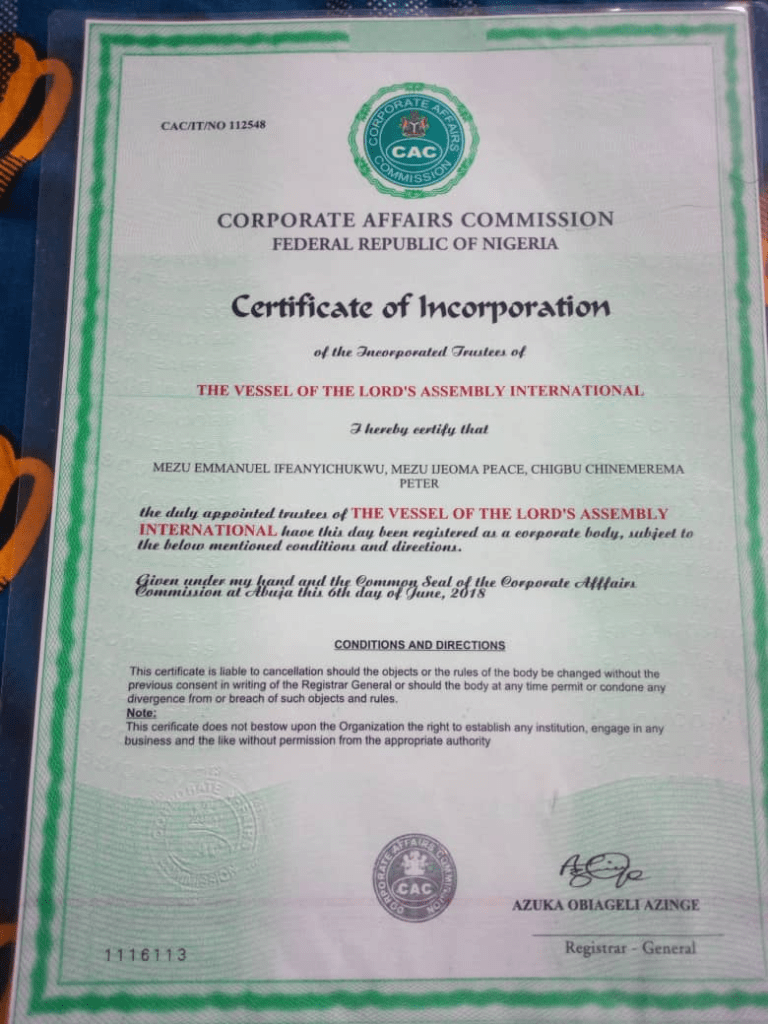 CAC/IT/NO 112548
CORPORATE AFFAIRS COMMISSION
CAC
CORPORATE AFFAIRS COMMISSION
FEDERAL REPUBLIC OF NIGERIA
Certificate of Incorporation
of the Incorporated Trustees of
THE VESSEL OF THE LORD'S ASSEMBLY INTERNATIONAL
I hereby certify that
MEZU EMMANUEL IFEANYICHUKWU, MEZU IJEOMA PEACE, CHIGBU CHINEMEREMA
PETER
the duly appointed trustees of THE VESSEL OF THE LORD'S ASSEMBLY
INTERNATIONAL have this day been registered as a corporate body, subject to
the below mentioned conditions and directions.
Given under my hand and the Common Seal of the Corporate Afffairs
Commission at Abuja this 6th day of June, 2018
CONDITIONS AND DIRECTIONS
This certificate is liable to cancellation should the objects or the rules of the body be changed without the
previous consent in writing of the Registrar General or should the body at any time permit or condone any
divergence from or breach of such objects and rules.
Note:
This cerificate does not bestow upon the Organization the right to establish any institution, engage in any
business and the like without permission from the appropriate authority
CORPORATE AFFAIRS COMMISSION
CORPORATE AFFAIRS COMMISSION
CAC
AZUKA OBIAGELI AZINGE
Registrar - General
1116113